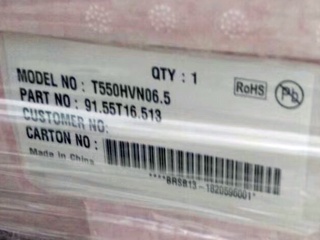 QTY : 1
MODEL NO : T550HVN06.5
PART NO : 91.55T16.513
RoHS
Pb
CUSTOMER NO:
CARTON NO :
Made in China